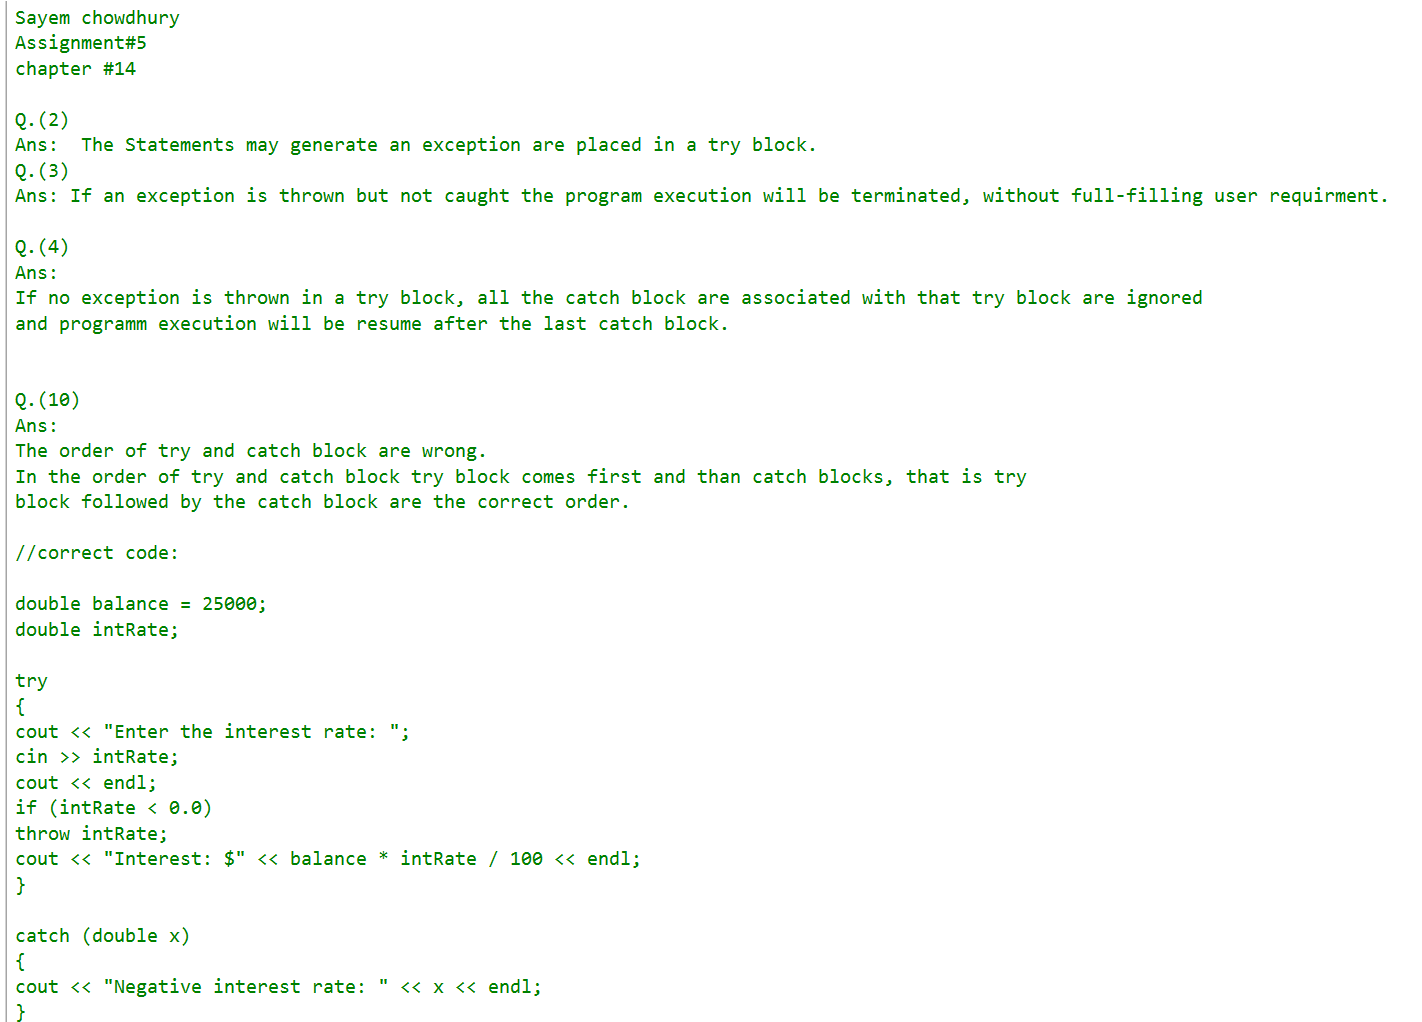 Sayem chowdhury
Assignment#5
chapter #14
Q.(2)
Ans:  The Statements may generate an exception are placed in a try block.
Q.(3)
Ans: If an exception is thrown but not caught the program execution will be terminated, without full-filling user requirment.
Q.(4)
Ans:
If no exception is thrown in a try block, all the catch block are associated with that try block are ignored
and programm execution will be resume after the last catch block.
Q.(10)
Ans:
The order of try and catch block are wrong.
In the order of try and catch block try block comes first and than catch blocks, that is try
block followed by the catch block are the correct order.
//correct code:
double balance = 25000;
double intRate;
try
{
cout << "Enter the interest rate: ";
cin >> intRate;
cout << endl;
if (intRate < 0.0)
throw intRate;
cout << "Interest: $" << balance * intRate / 100 << endl;
}
catch (double x)
{
cout << "Negative interest rate: " << x << endl;
}